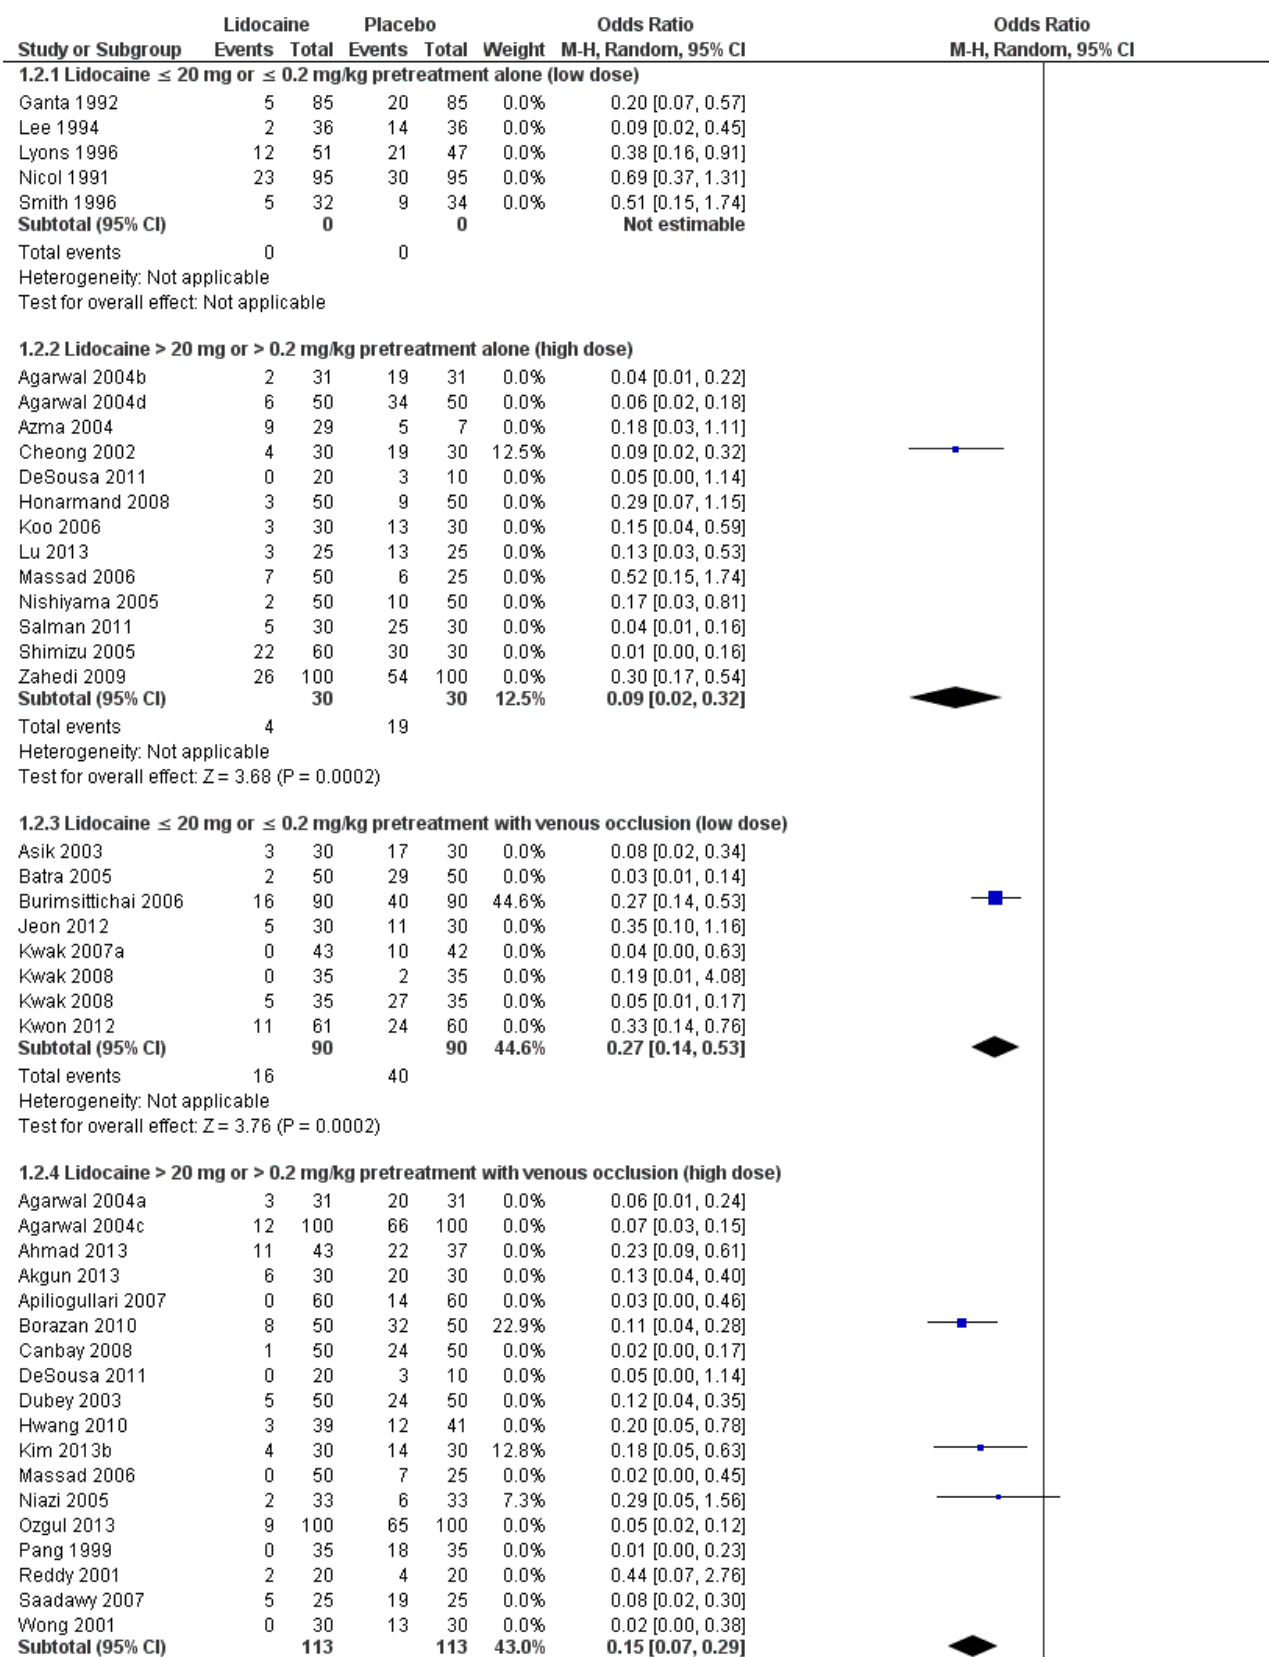 Lidocaine Placebo Odds Ratio Odds Ratio
Study or Subgroup Events Total Events Total Weight M-H, Random, 95% CI M-H, Random, 95% CI
1.2.1 Lidocaine ≤ 20 mg or ≤ 0.2 mg/kg pretreatment alone (low dose)
Ganta 1992 5 85 20 85 0.0% 0.20 [0.07, 0.57]
Lee 1994 2 36 14 36 0.0% 0.09 [0.02, 0.45]
Lyons 1996 12 51 21 47 0.0% 0.38 [0.16, 0.91]
Nicol 1991 23 95 30 95 0.0% 0.69 [0.37, 1.31]
Smith 1996 5 32 9 34 0.0% 0.51 [0.15, 1.74]
Subtotal (95% CI) 0 0 Not estimable
Total events 0 0
Heterogeneity: Not applicable
Test for overall effect: Not applicable
1.2.2 Lidocaine > 20 mg or > 0.2 mg/kg pretreatment alone (high dose)
Agarwal 2004b 2 31 19 31 0.0% 0.04 [0.01, 0.22]
Agarwal 2004d 6 50 34 50 0.0% 0.06 [0.02, 0.18]
Azma 2004 9 29 5 7 0.0% 0.18 [0.03, 1.11]
Cheong 2002 4 30 19 30 12.5% 0.09 [0.02, 0.32]
DeSousa 2011 0 20 3 10 0.0% 0.05 [0.00, 1.14]
Honarmand 2008 3 50 9 50 0.0% 0.29 [0.07, 1.15]
Koo 2006 3 30 13 30 0.0% 0.15 [0.04, 0.59]
Lu 2013 3 25 13 25 0.0% 0.13 [0.03, 0.53]
Massad 2006 7 50 6 25 0.0% 0.52 [0.15, 1.74]
Nishiyama 2005 2 50 10 50 0.0% 0.17 [0.03, 0.81]
Salman 2011 5 30 25 30 0.0% 0.04 [0.01, 0.16]
Shimizu 2005 22 60 30 30 0.0% 0.01 [0.00, 0.16]
Zahedi 2009 26 100 54 100 0.0% 0.30 [0.17, 0.54]
Subtotal (95% CI) 30 30 12.5% 0.09 [0.02, 0.32]
Total events 4 19
Heterogeneity: Not applicable
Test for overall effect: Z = 3.68 (P = 0.0002)
1.2.3 Lidocaine ≤ 20 mg or ≤ 0.2 mg/kg pretreatment with venous occlusion (low dose)
Asik 2003 3 30 17 30 0.0% 0.08 [0.02, 0.34]
Batra 2005 2 50 29 50 0.0% 0.03 [0.01, 0.14]
Burimsittichai 2006 16 90 40 90 44.6% 0.27 [0.14, 0.53]
Jeon 2012 5 30 11 30 0.0% 0.35 [0.10, 1.16]
Kwak 2007a 0 43 10 42 0.0% 0.04 [0.00, 0.63]
Kwak 2008 0 35 2 35 0.0% 0.19 [0.01, 4.08]
Kwak 2008 5 35 27 35 0.0% 0.05 [0.01, 0.17]
Kwon 2012 11 61 24 60 0.0% 0.33 [0.14, 0.76]
Subtotal (95% CI) 90 90 44.6% 0.27 [0.14, 0.53]
Total events 16 40
Heterogeneity: Not applicable
Test for overall effect: Z = 3.76 (P = 0.0002)
1.2.4 Lidocaine > 20 mg or > 0.2 mg/kg pretreatment with venous occlusion (high dose)
Agarwal 2004a 3 31 20 31 0.0% 0.06 [0.01, 0.24]
Agarwal 2004c 12 100 66 100 0.0% 0.07 [0.03, 0.15]
Ahmad 2013 11 43 22 37 0.0% 0.23 [0.09, 0.61]
Akgun 2013 6 30 20 30 0.0% 0.13 [0.04, 0.40]
Apiliogullari 2007 0 60 14 60 0.0% 0.03 [0.00, 0.46]
Borazan 2010 8 50 32 50 22.9% 0.11 [0.04, 0.28]
Canbay 2008 1 50 24 50 0.0% 0.02 [0.00, 0.17]
DeSousa 2011 0 20 3 10 0.0% 0.05 [0.00, 1.14]
Dubey 2003 5 50 24 50 0.0% 0.12 [0.04, 0.35]
Hwang 2010 3 39 12 41 0.0% 0.20 [0.05, 0.78]
Kim 2013b 4 30 14 30 12.8% 0.18 [0.05, 0.63]
Massad 2006 0 50 7 25 0.0% 0.02 [0.00, 0.45]
Niazi 2005 2 33 6 33 7.3% 0.29 [0.05, 1.56]
Ozgul 2013 9 100 65 100 0.0% 0.05 [0.02, 0.12]
Pang 1999 0 35 18 35 0.0% 0.01 [0.00, 0.23]
Reddy 2001 2 20 4 20 0.0% 0.44 [0.07, 2.76]
Saadawy 2007 5 25 19 25 0.0% 0.08 [0.02, 0.30]
Wong 2001 0 30 13 30 0.0% 0.02 [0.00, 0.38]
Subtotal (95% CI) 113 113 43.0% 0.15 [0.07, 0.29]